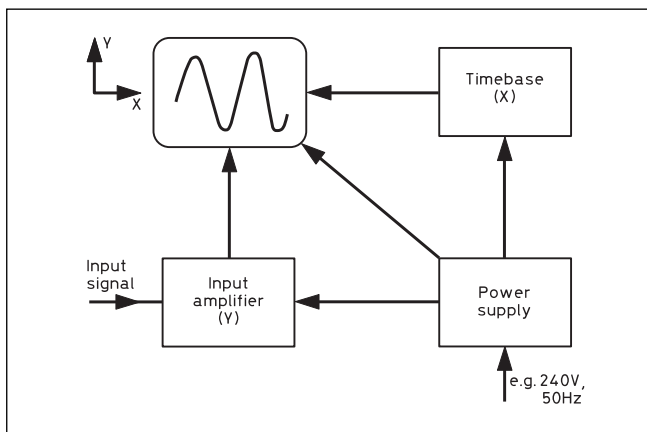 Y
X
Timebase
(X)
Input
signal
Input
amplifier
(Y)
Power
supply
e.g. 240V,
50Hz